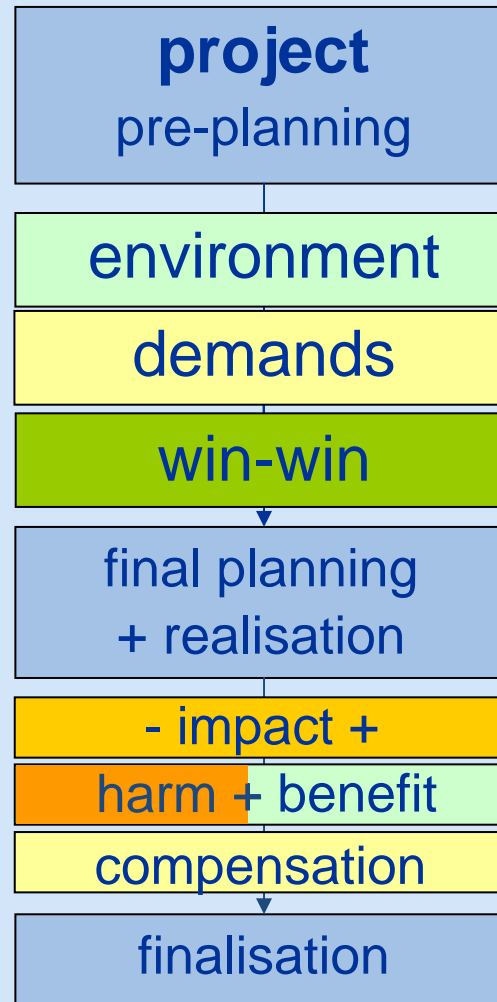 project
pre-planning
environment
demands
win-win
final planning
+ realisation
- impact +
harm + benefit
compensation
finalisation